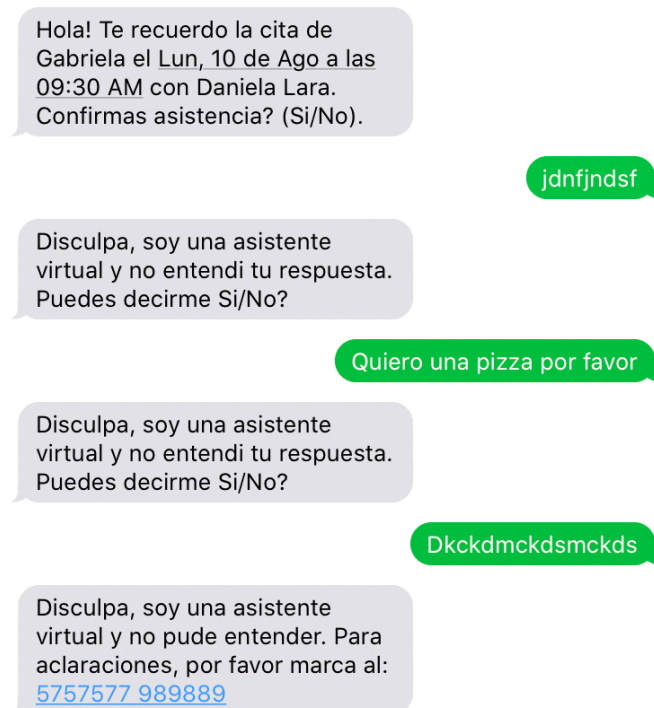 Hola! Te recuerdo la cita de
Gabriela el Lun, 10 de Ago a las
09:30 AM con Daniela Lara.
Confirmas asistencia? (Si/No).
jdnfjndsf
Disculpa, soy una asistente
virtual y no entendi tu respuesta.
Puedes decirme Si/No?
Quiero una pizza por favor
Disculpa, soy una asistente
virtual y no entendi tu respuesta.
Puedes decirme Si/No?
Dkckdmckdsmckds
Disculpa, soy una asistente
virtual y no pude entender. Para
aclaraciones, por favor marca al:
5757577 989889